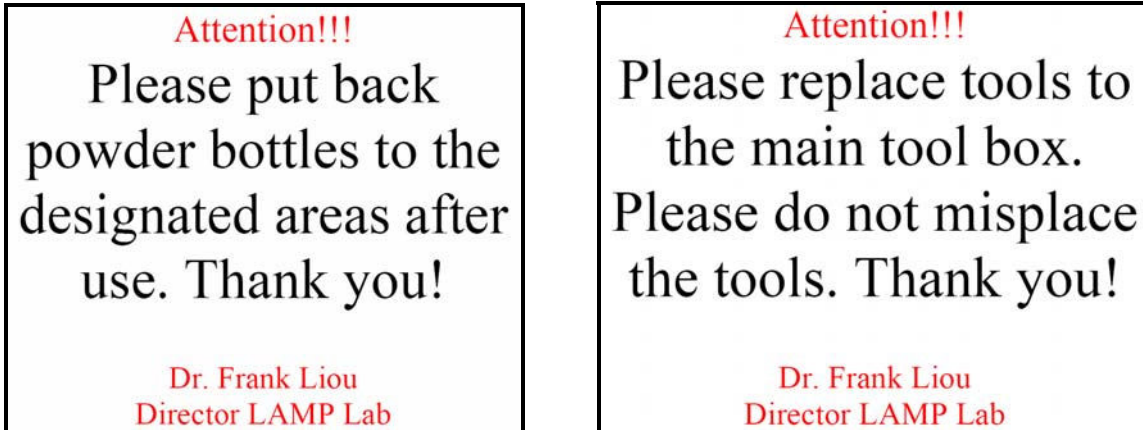 Attention!!!
Please put back
powder bottles to the
designated areas after
use. Thank you!
Dr. Frank Liou
Director LAMP Lab
Attention!!!
Please replace tools to
the main tool box.
Please do not misplace
the tools. Thank you!
Dr. Frank Liou
Director LAMP Lab